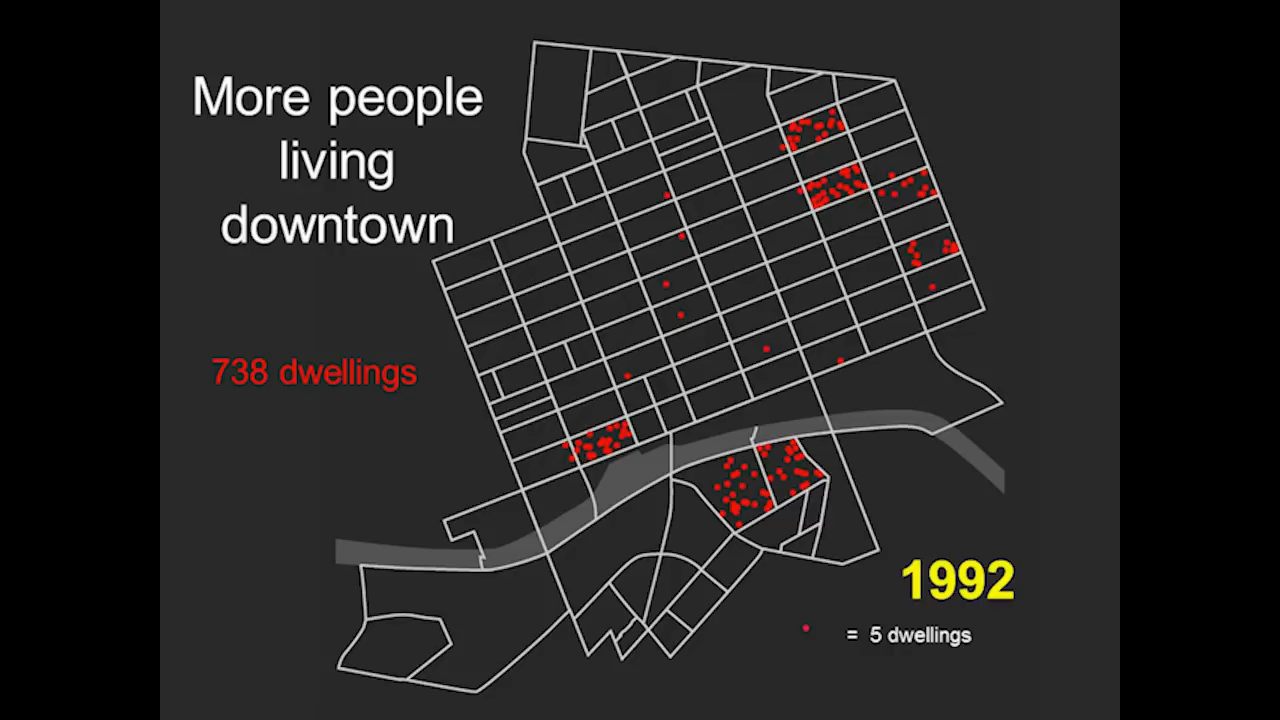 More people
living
downtown
738 dwellings
1992
= 5 dwellings